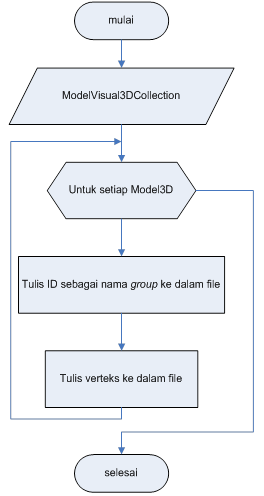 mulai
ModelVisual3DCollection
Untuk setiap Model3D
Tulis ID sebagai nama group ke dalam file
Tulis verteks ke dalam file
selesai